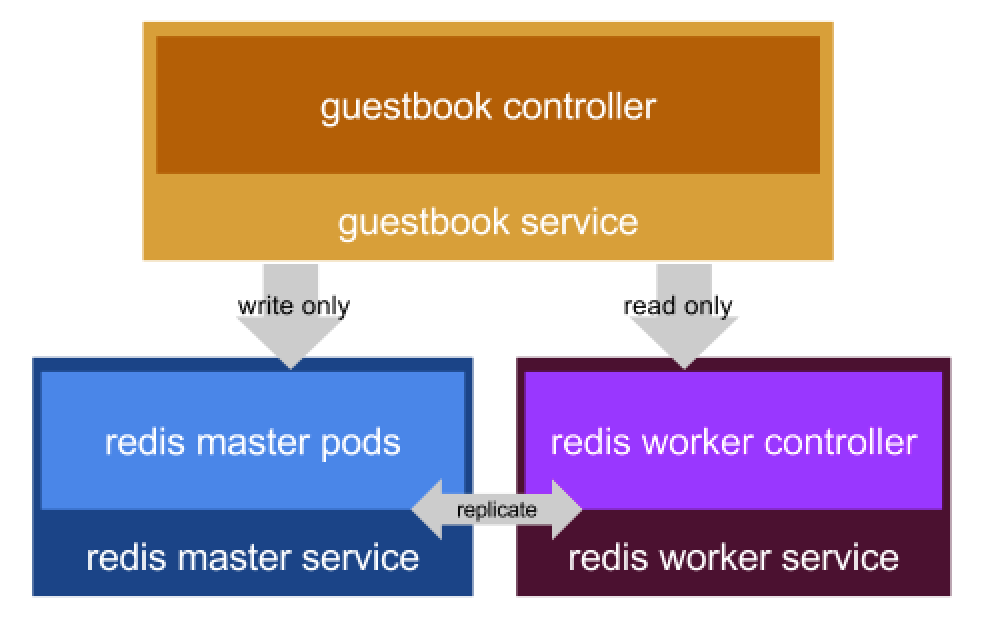 guestbook controller
guestbook service
write only
read only
redis master pods
redis worker controller
replicate
redis master service
redis worker service